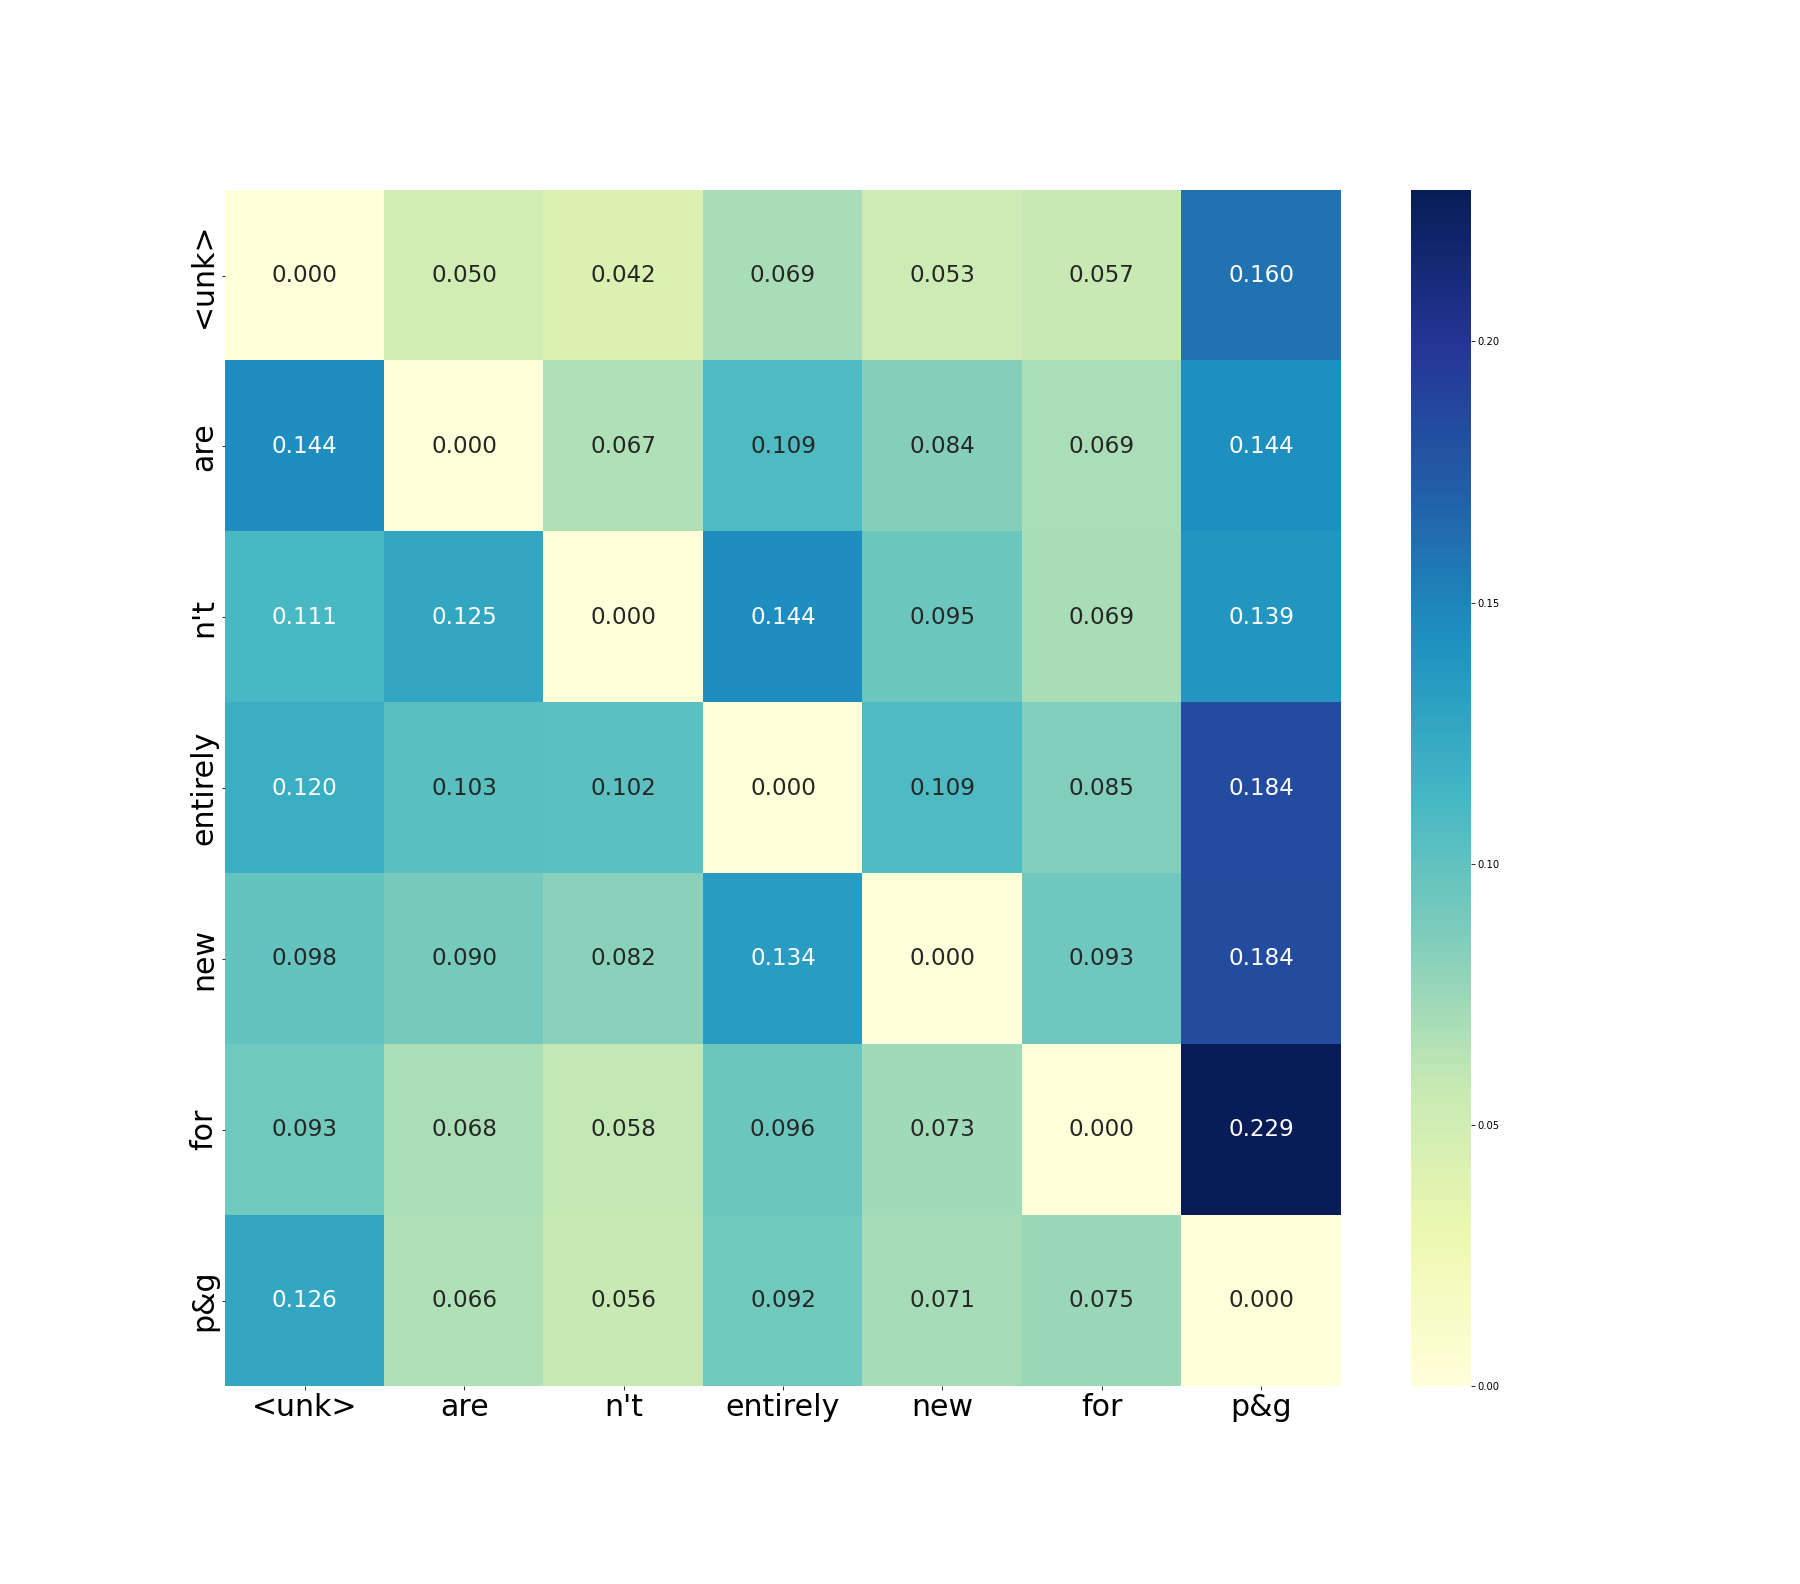 <unk> 0.000 0.050 0.042 0.069 0.053 0.057 0.160
are 0.144 0.000 0.067 0.109 0.084 0.069 0.144
n't 0.111 0.125 0.000 0.144 0.095 0.069 0.139
entirely 0.120 0.103 0.102 0.000 0.109 0.085 0.184
new 0.098 0.090 0.082 0.134 0.000 0.093 0.184
for 0.093 0.068 0.058 0.096 0.073 0.000 0.229
p&g 0.126 0.066 0.056 0.092 0.071 0.075 0.000
<unk> are n't entirely new for p&g
0.20
0.15
0.10
0.05
0.00